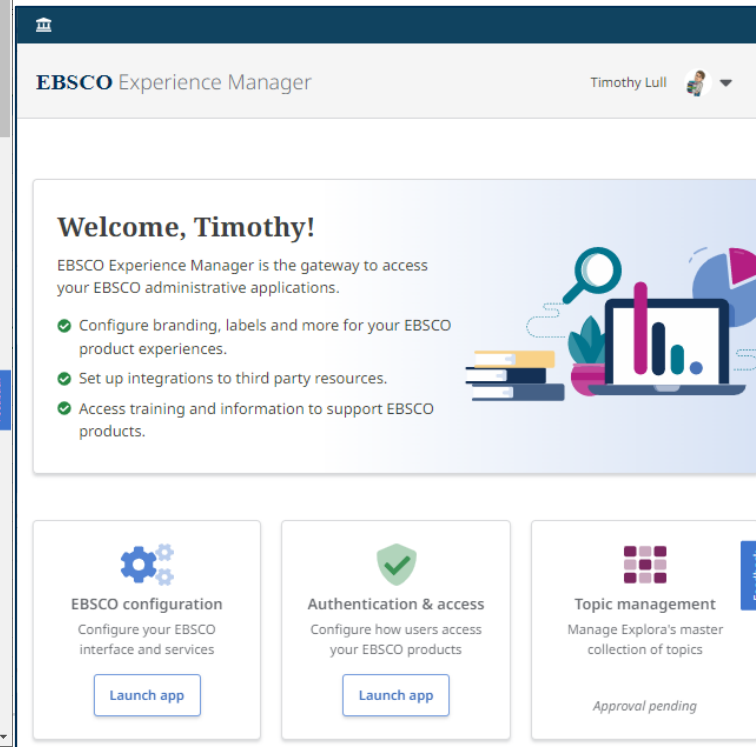 EBSCO Experience Manager
Timothy Lull
Welcome, Timothy!
EBSCO Experience Manager is the gateway to access
your EBSCO administrative applications.
Configure branding, labels and more for your EBSCO
product experiences.
Set up integrations to third party resources.
Access training and information to support EBSCO
products.
EBSCO configuration
Configure your EBSCO
interface and services
Launch app
Authentication & access
Configure how users access
your EBSCO products
Launch app
Topic management
Manage Explora's master
collection of topics
Approval pending